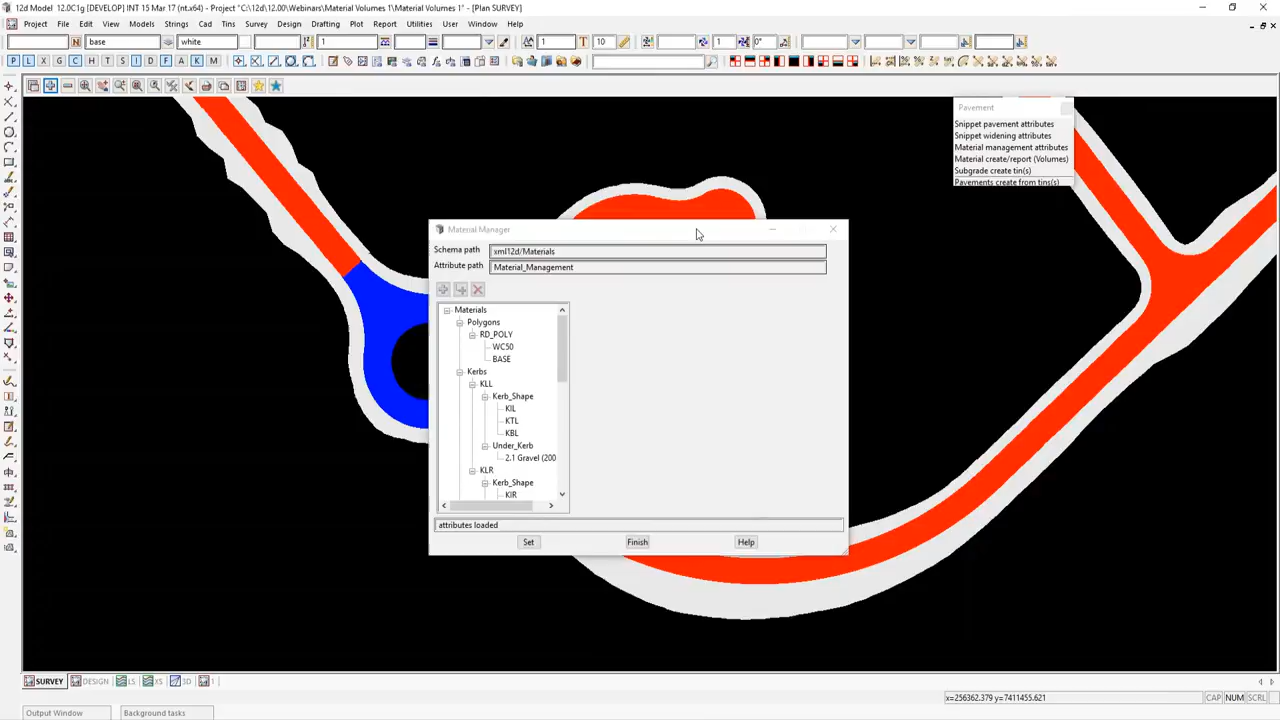 12d Model 12.0C1g [DEVELOP] INT 15 Mar 17 (nt.x64) - Project "C:\12d\12.00\Webinars\Material Volumes 1\Material Volumes 1" - [Plan SURVEY]
Project File Edit View Models Strings Cad Tins Survey Design Drafting Plot Report Utilities User Window Help
N base white 1 1 T 10 1 0°
P L X G C H T S I D F A K M
Pavement
Snippet pavement attributes
Snippet widening attributes
Material management attributes
Material create/report (Volumes)
Subgrade create tin(s)
Pavements create from tins(s)
Material Manager
Schema path xml12d/Materials
Attribute path Material_Management
Materials
Polygons
RD_POLY
WC50
BASE
Kerbs
KLL
Kerb_Shape
KIL
KTL
KBL
Under_Kerb
2.1 Gravel (200
KLR
Kerb_Shape
KIR
attributes loaded
Set Finish Help
SURVEY DESIGN LS XS 3D 1
x=256362.379 y=7411455.621 CAP NUM SCRL
Output Window Background tasks